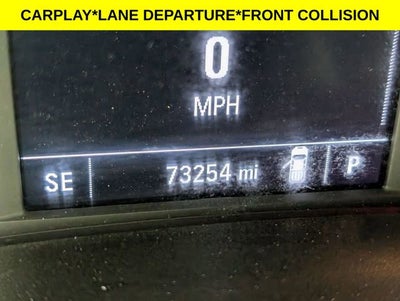 CARPLAY*LANE DEPARTURE*FRONT COLLISION
0
MPH
SE 73254 mi P